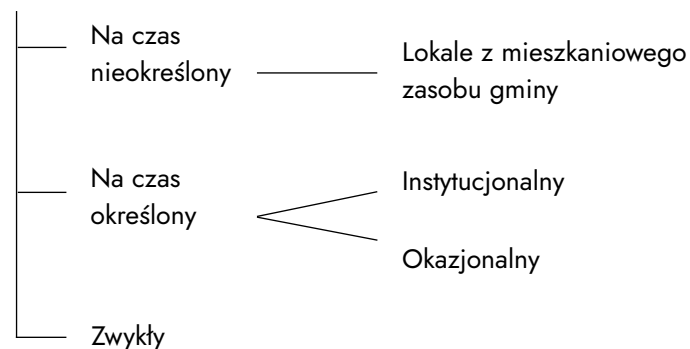 Na czas
nieokreślony
Lokale z mieszkaniowego
zasobu gminy
Na czas
określony
Instytucjonalny
Okazjonalny
Zwykły